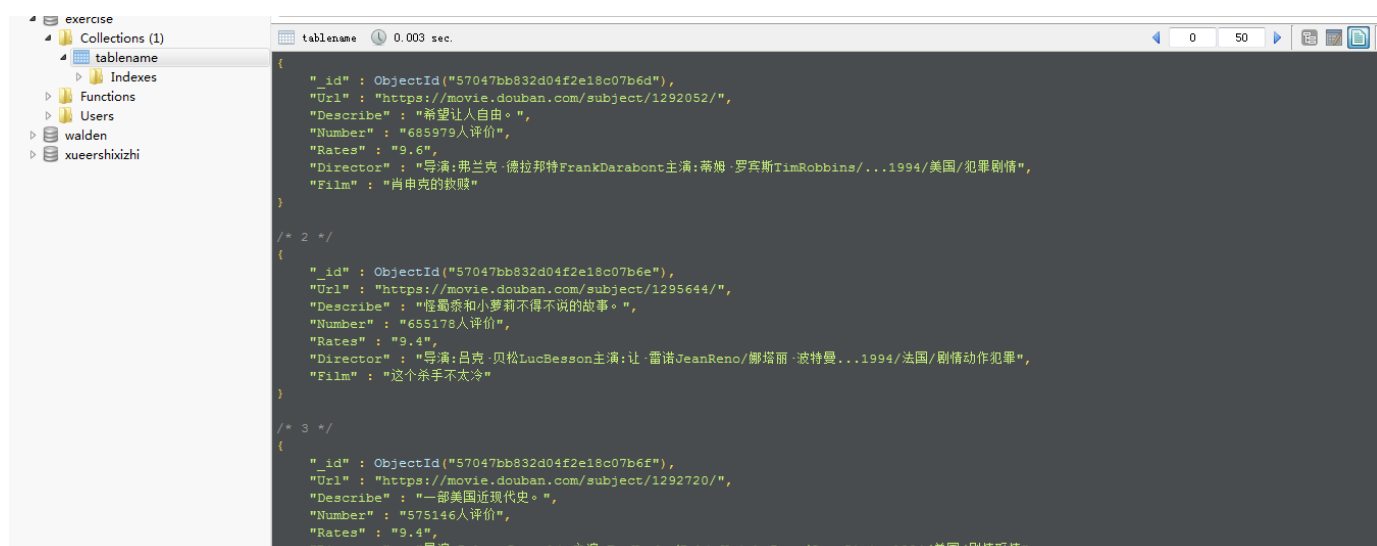 exercise
Collections (1)
tablename
Indexes
Functions
Users
walden
xueershixizhi
tablename 0.003 sec.
0 50
{
"_id" : ObjectId("57047bb832d04f2e18c07b6d"),
"Url" : "https://movie.douban.com/subject/1292052/",
"Describe" : "希望让人自由。",
"Number" : "685979人评价",
"Rates" : "9.6",
"Director" : "导演:弗兰克·德拉邦特FrankDarabont主演:蒂姆·罗宾斯TimRobbins/...1994/美国/犯罪剧情",
"Film" : "肖申克的救赎"
}
/* 2 */
{
"_id" : ObjectId("57047bb832d04f2e18c07b6e"),
"Url" : "https://movie.douban.com/subject/1295644/",
"Describe" : "怪蜀黍和小萝莉不得不说的故事。",
"Number" : "655178人评价",
"Rates" : "9.4",
"Director" : "导演:吕克·贝松LucBesson主演:让·雷诺JeanReno/娜塔丽·波特曼...1994/法国/剧情动作犯罪",
"Film" : "这个杀手不太冷"
}
/* 3 */
{
"_id" : ObjectId("57047bb832d04f2e18c07b6f"),
"Url" : "https://movie.douban.com/subject/1292720/",
"Describe" : "一部美国近现代史。",
"Number" : "575146人评价",
"Rates" : "9.4",